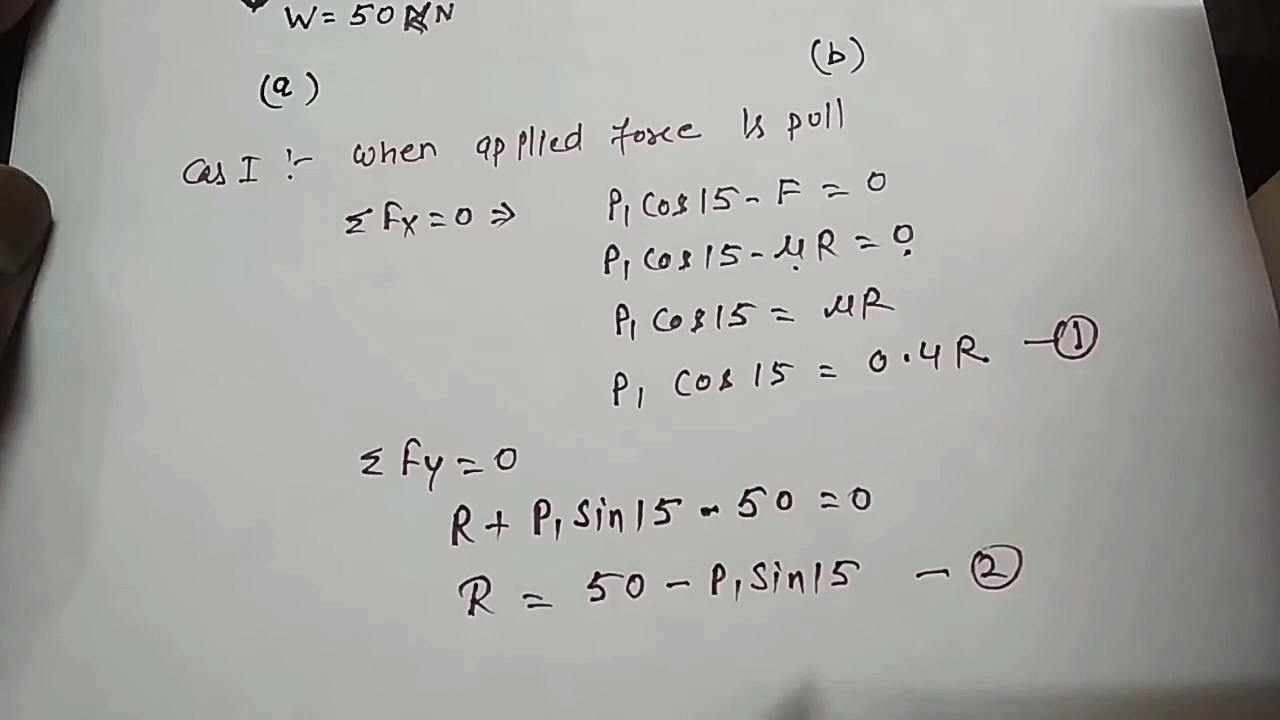 W = 50 N
(a)
(b)
Cas I :- when applied force is pull
Σ Fx = 0 ⇒ P₁ Cos 15 - F = 0
P₁ Cos 15 - μR = 0
P₁ Cos 15 = μR
P₁ Cos 15 = 0.4 R —①
Σ Fy = 0
R + P₁ Sin 15 - 50 = 0
R = 50 - P₁ Sin 15 —②